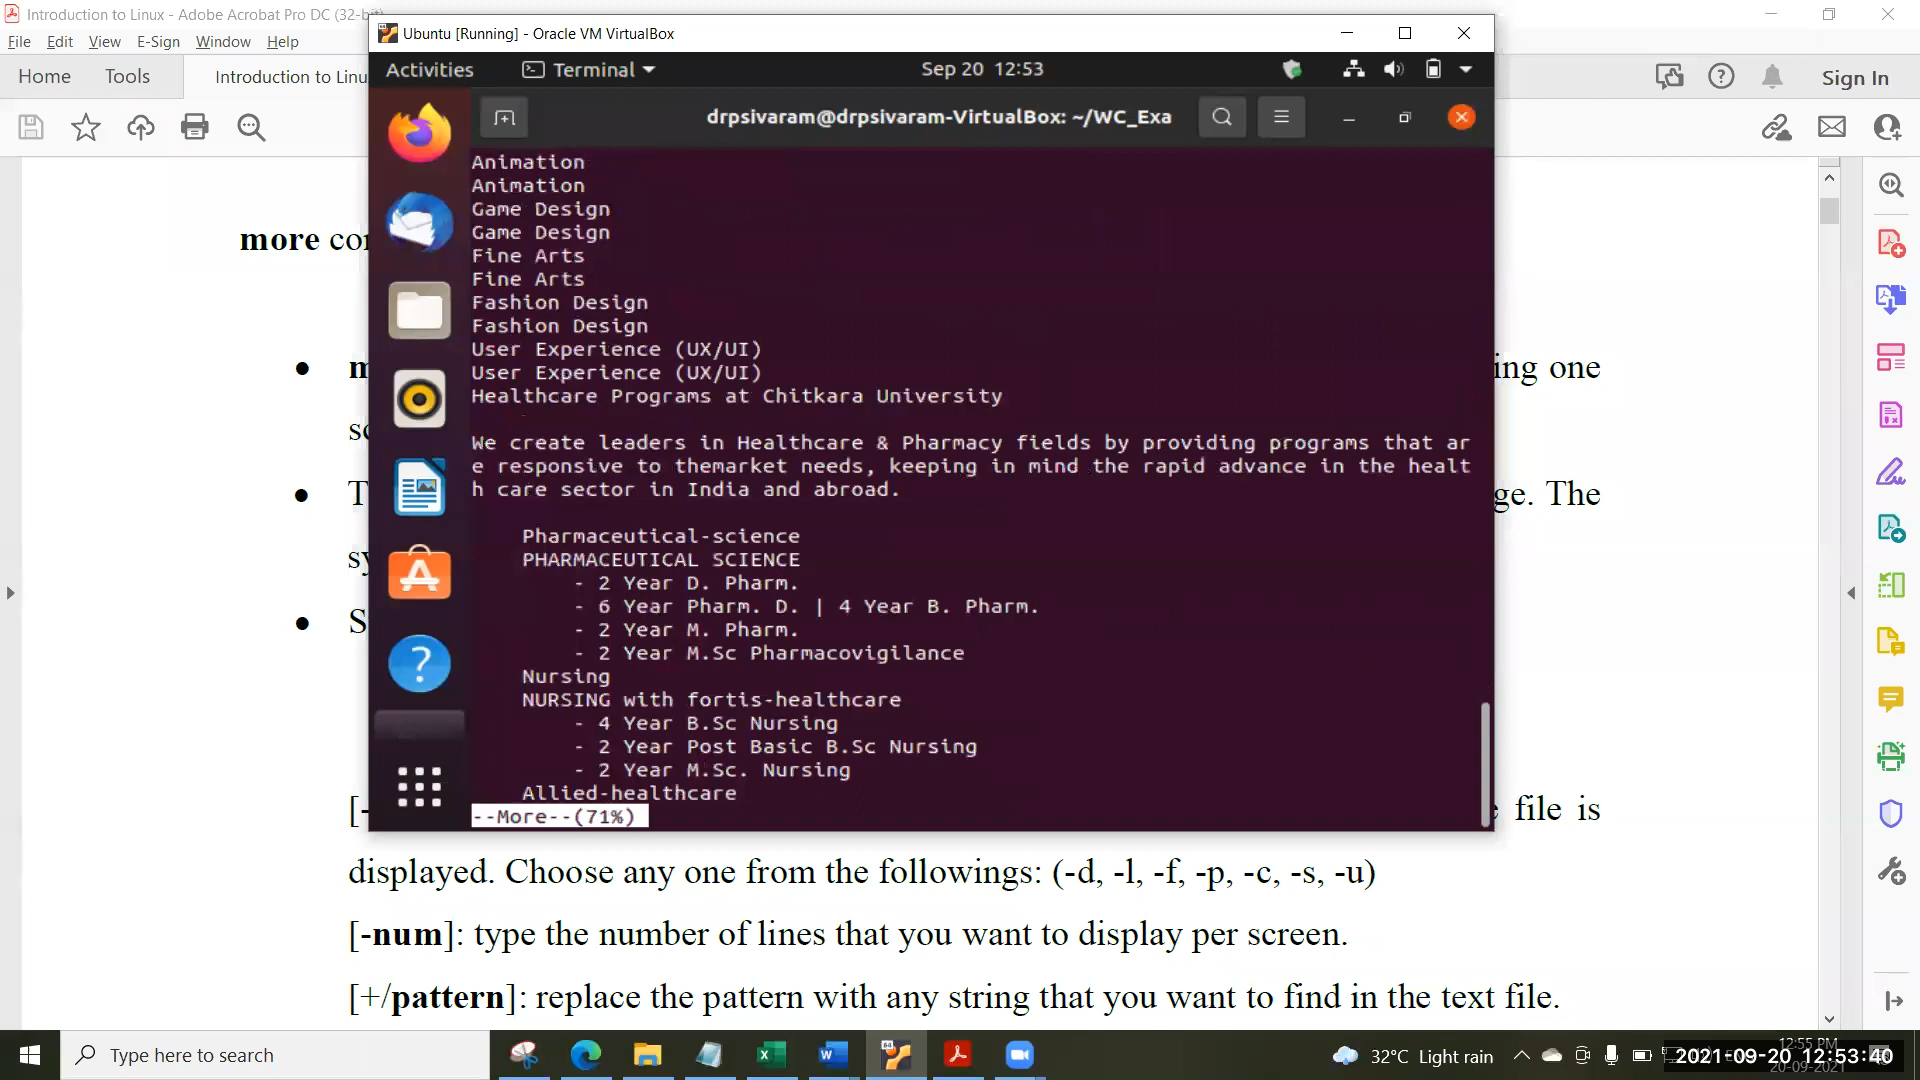 Introduction to Linux - Adobe Acrobat Pro DC (32-bit)
File Edit View E-Sign Window Help
Home Tools Introduction to Linu
Sign In
Ubuntu [Running] - Oracle VM VirtualBox
Activities Terminal Sep 20 12:53
drpsivaram@drpsivaram-VirtualBox: ~/WC_Exa
Animation
Animation
Game Design
Game Design
Fine Arts
Fine Arts
Fashion Design
Fashion Design
User Experience (UX/UI)
User Experience (UX/UI)
Healthcare Programs at Chitkara University
We create leaders in Healthcare & Pharmacy fields by providing programs that ar
e responsive to themarket needs, keeping in mind the rapid advance in the healt
h care sector in India and abroad.
Pharmaceutical-science
PHARMACEUTICAL SCIENCE
- 2 Year D. Pharm.
- 6 Year Pharm. D. | 4 Year B. Pharm.
- 2 Year M. Pharm.
- 2 Year M.Sc Pharmacovigilance
Nursing
NURSING with fortis-healthcare
- 4 Year B.Sc Nursing
- 2 Year Post Basic B.Sc Nursing
- 2 Year M.Sc. Nursing
Allied-healthcare
--More--(71%)
more co
• m ing one
s
• T ge. The
sy
• S
[- e file is
displayed. Choose any one from the followings: (-d, -l, -f, -p, -c, -s, -u)
[-num]: type the number of lines that you want to display per screen.
[+/pattern]: replace the pattern with any string that you want to find in the text file.
Type here to search
32°C Light rain
12:55 PM
2021-09-20 12:53:40
20-09-2021